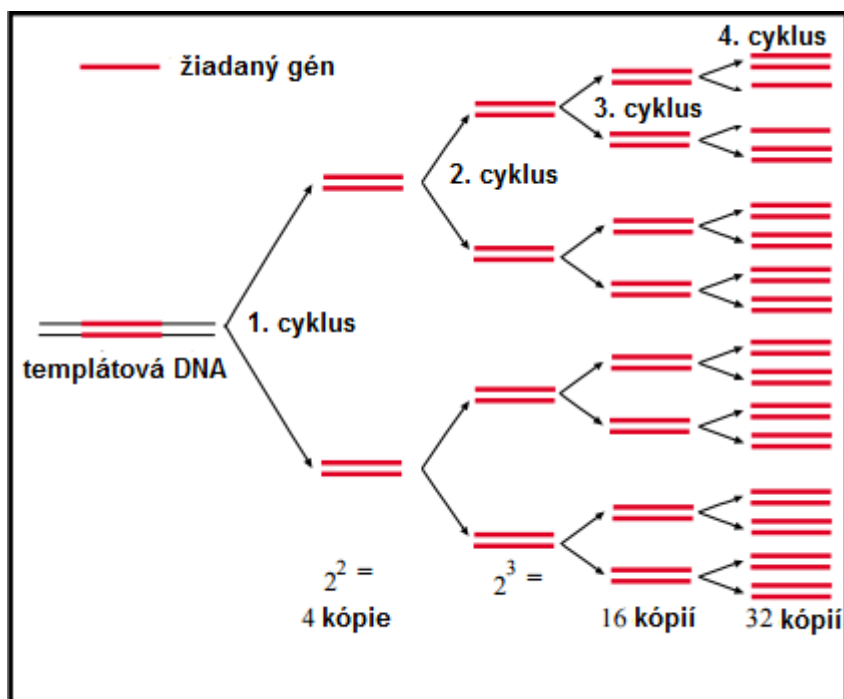 4. cyklus
žiadaný gén
3. cyklus
2. cyklus
1. cyklus
templátová DNA
2² =
4 kópie
2³ =
16 kópií
32 kópií